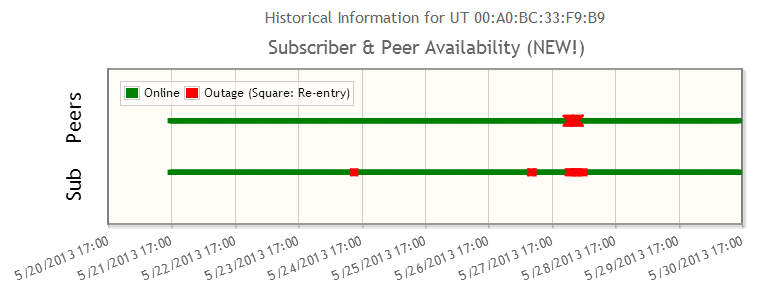 Historical Information for UT 00:A0:BC:33:F9:B9
Subscriber & Peer Availability (NEW!)
Online
Outage (Square: Re-entry)
Peers
Sub
5/20/2013 17:00
5/21/2013 17:00
5/22/2013 17:00
5/23/2013 17:00
5/24/2013 17:00
5/25/2013 17:00
5/26/2013 17:00
5/27/2013 17:00
5/28/2013 17:00
5/29/2013 17:00
5/30/2013 17:00